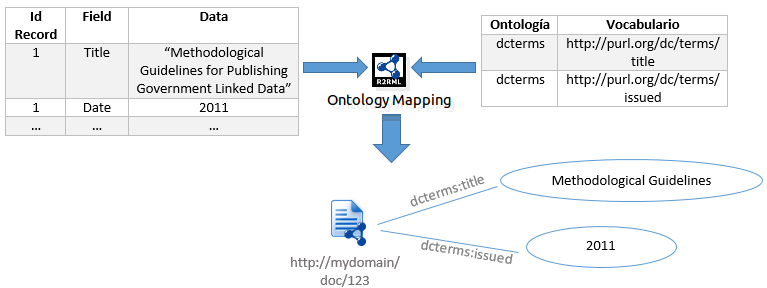 Id Record Field Data
1 Title "Methodological
Guidelines for Publishing
Government Linked Data"
1 Date 2011
... ... ...
Ontología Vocabulario
dcterms http://purl.org/dc/terms/
title
dcterms http://purl.org/dc/terms/
issued
R2RML
Ontology Mapping
dcterms:title
Methodological Guidelines
dcterms:issued
2011
http://mydomain/
doc/123